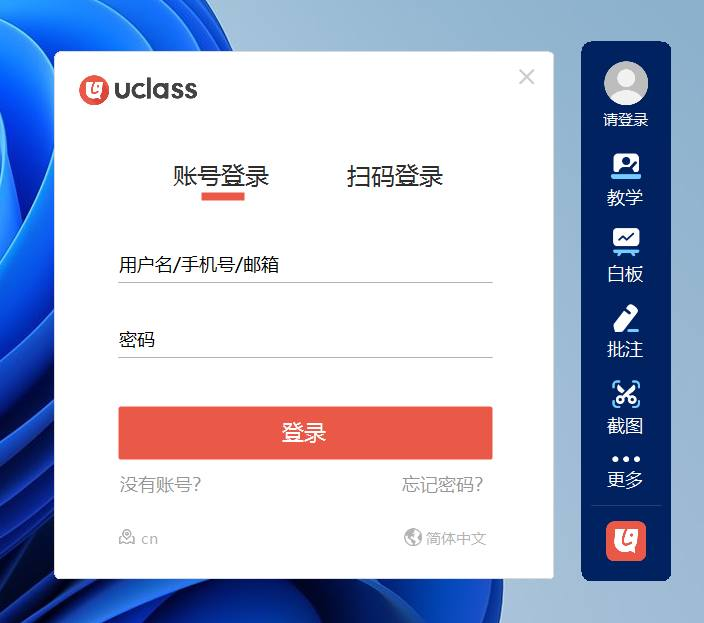 uclass
账号登录
扫码登录
用户名/手机号/邮箱
密码
登录
没有账号?
忘记密码?
cn
简体中文
请登录
教学
白板
批注
截图
更多